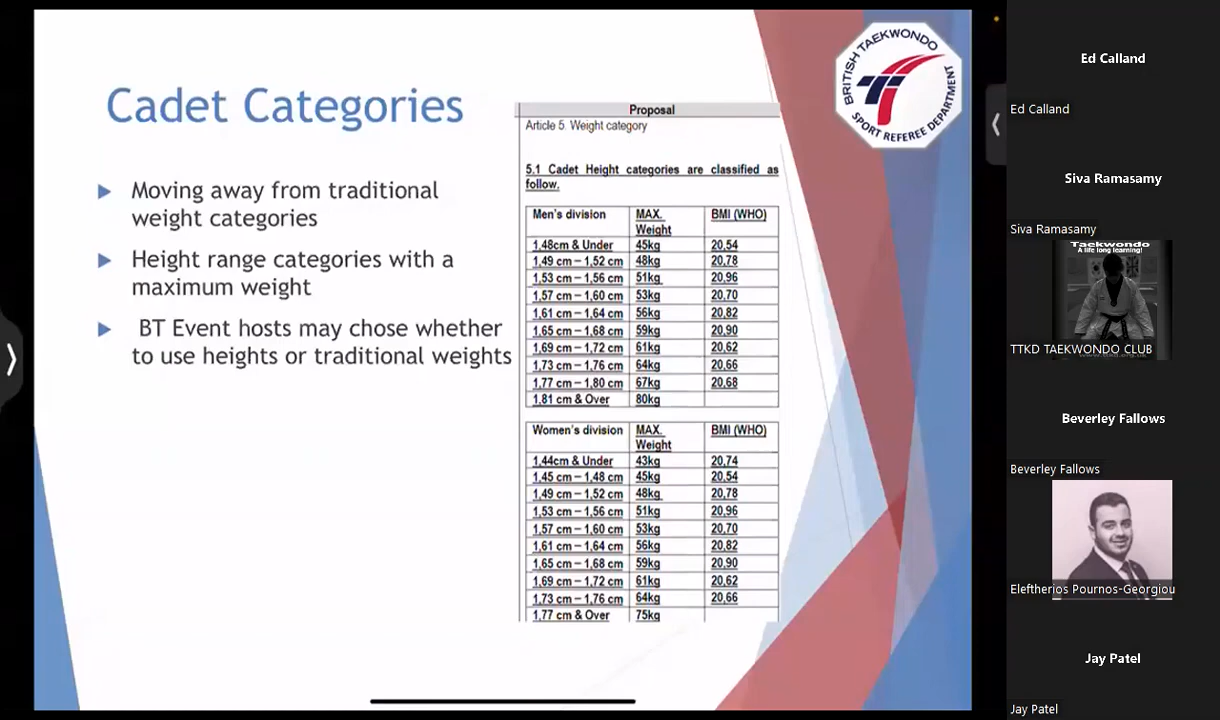 Cadet Categories
Moving away from traditional
weight categories
Height range categories with a
maximum weight
BT Event hosts may chose whether
to use heights or traditional weights
Proposal
Article 5. Weight category
5.1 Cadet Height categories are classified as
follow.
Men's division MAX. Weight BMI (WHO)
1,48cm & Under 45kg 20,54
1,49 cm – 1,52 cm 48kg 20,78
1,53 cm – 1,56 cm 51kg 20,96
1,57 cm – 1,60 cm 53kg 20,70
1,61 cm – 1,64 cm 56kg 20,82
1,65 cm – 1,68 cm 59kg 20,90
1,69 cm – 1,72 cm 61kg 20,62
1,73 cm – 1,76 cm 64kg 20,66
1,77 cm – 1,80 cm 67kg 20,68
1,81 cm & Over 80kg
Women's division MAX. Weight BMI (WHO)
1,44cm & Under 43kg 20,74
1,45 cm – 1,48 cm 45kg 20,54
1,49 cm – 1,52 cm 48kg 20,78
1,53 cm – 1,56 cm 51kg 20,96
1,57 cm – 1,60 cm 53kg 20,70
1,61 cm – 1,64 cm 56kg 20,82
1,65 cm – 1,68 cm 59kg 20,90
1,69 cm – 1,72 cm 61kg 20,62
1,73 cm – 1,76 cm 64kg 20,66
1,77 cm & Over 75kg
BRITISH TAEKWONDO
SPORT REFEREE DEPARTMENT
Ed Calland
Ed Calland
Siva Ramasamy
Siva Ramasamy
Taekwondo
A life long learning!
TTKD TAEKWONDO CLUB
Beverley Fallows
Beverley Fallows
Eleftherios Pournos-Georgiou
Jay Patel
Jay Patel